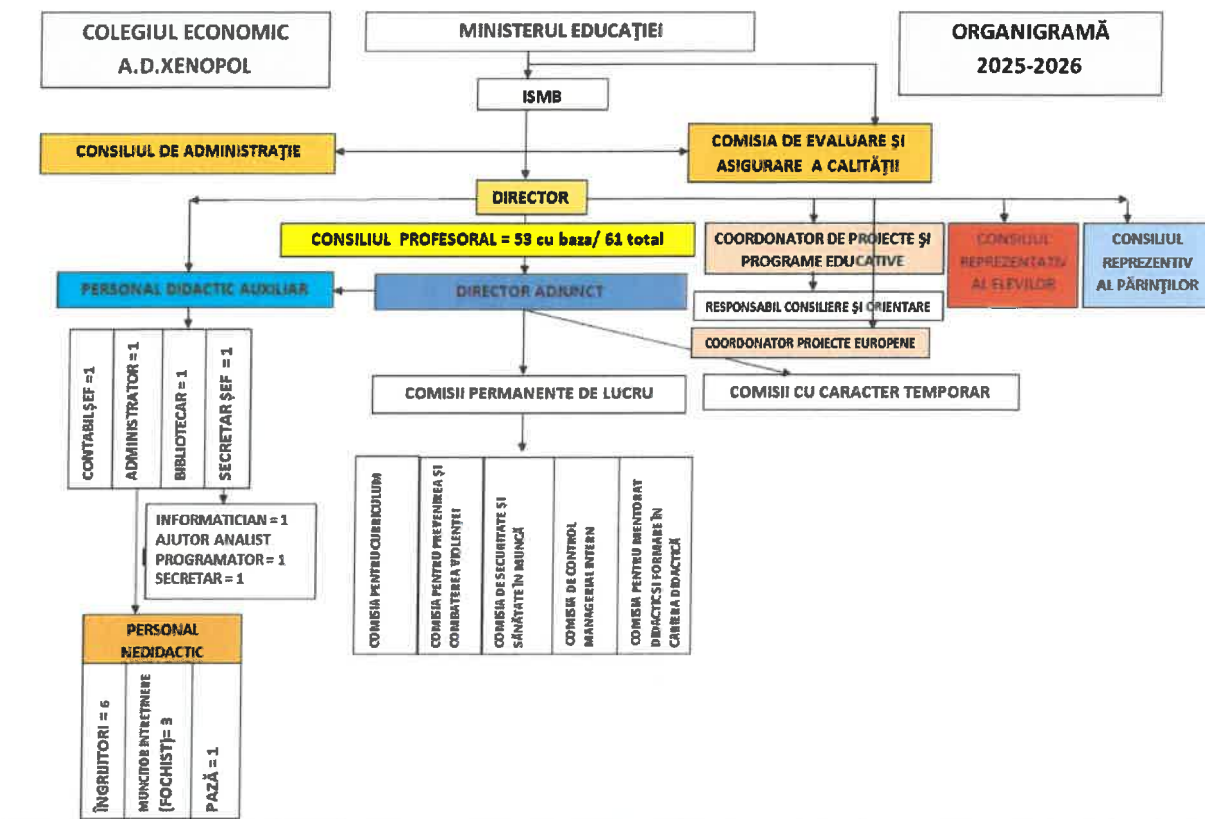 COLEGIUL ECONOMIC
A.D.XENOPOL
MINISTERUL EDUCAȚIEI
ORGANIGRAMĂ
2025-2026
ISMB
CONSILIUL DE ADMINISTRAȚIE
COMISIA DE EVALUARE ȘI
ASIGURARE A CALITĂȚII
DIRECTOR
CONSILIUL PROFESORAL = 53 cu baza/ 61 total
COORDONATOR DE PROIECTE ȘI
PROGRAME EDUCATIVE
CONSILIUL
REPREZENTATIV
AL ELEVILOR
CONSILIUL
REPREZENTIV
AL PĂRINȚILOR
PERSONAL DIDACTIC AUXILIAR
DIRECTOR ADJUNCT
RESPONSABIL CONSILIERE ȘI ORIENTARE
COORDONATOR PROIECTE EUROPENE
COMISII PERMANENTE DE LUCRU
COMISII CU CARACTER TEMPORAR
CONTABIL ȘEF =1
ADMINISTRATOR = 1
BIBLIOTECAR = 1
SECRETAR ȘEF = 1
INFORMATICIAN = 1
AJUTOR ANALIST
PROGRAMATOR = 1
SECRETAR = 1
COMISIA PENTRU CURRICULUM
COMISIA PENTRU PREVENIREA ȘI
COMBATEREA VIOLENȚEI
COMISIA DE SECURITATE ȘI
SĂNĂTATE ÎN MUNCĂ
COMISIA DE CONTROL
MANAGERIAL INTERN
COMISIA PENTRU MENTORAT
DIDACTIC SI FORMARE ÎN
CARIERA DIDACTICĂ
PERSONAL
NEDIDACTIC
ÎNGRIJITORI = 6
MUNCITOR INTREȚINERE
(FOCHIST)= 3
PAZĂ = 1